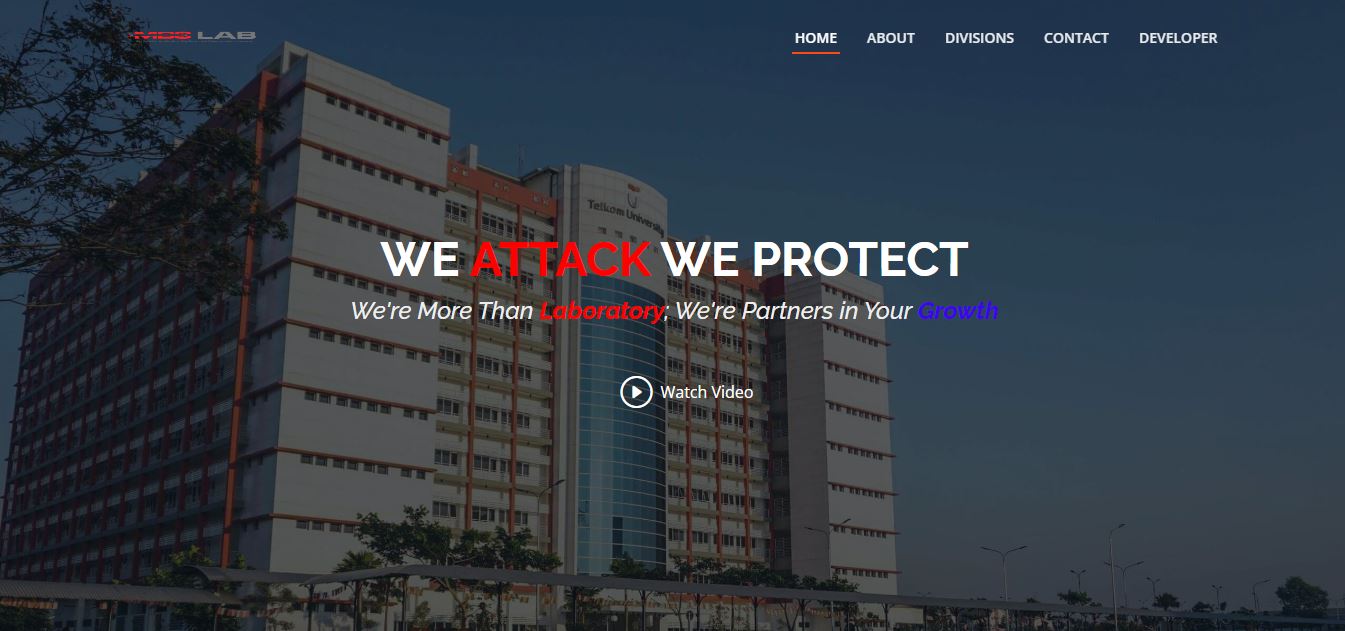 MBS LAB
HOME ABOUT DIVISIONS CONTACT DEVELOPER
Telkom University
WE ATTACK WE PROTECT
We're More Than Laboratory; We're Partners in Your Growth
Watch Video